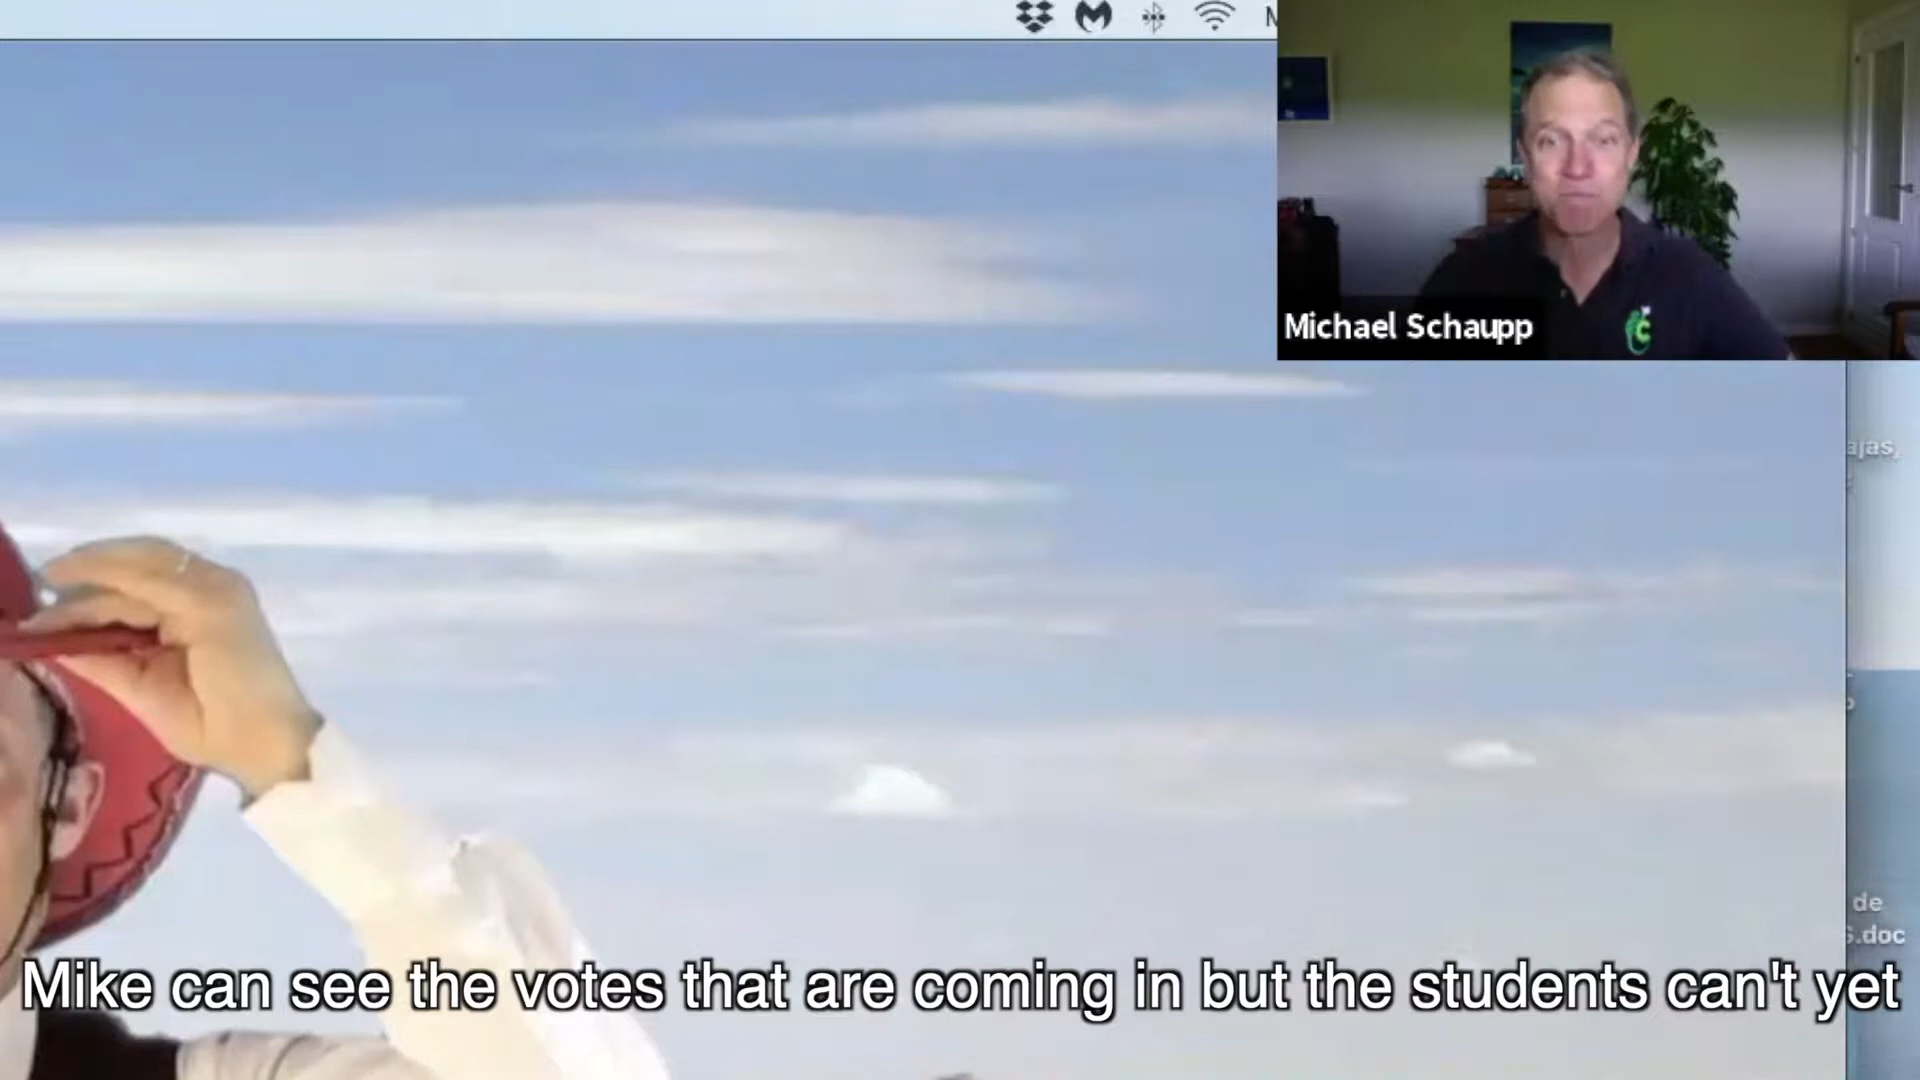 Michael Schaupp
ajas,
de
S.doc
Mike can see the votes that are coming in but the students can't yet